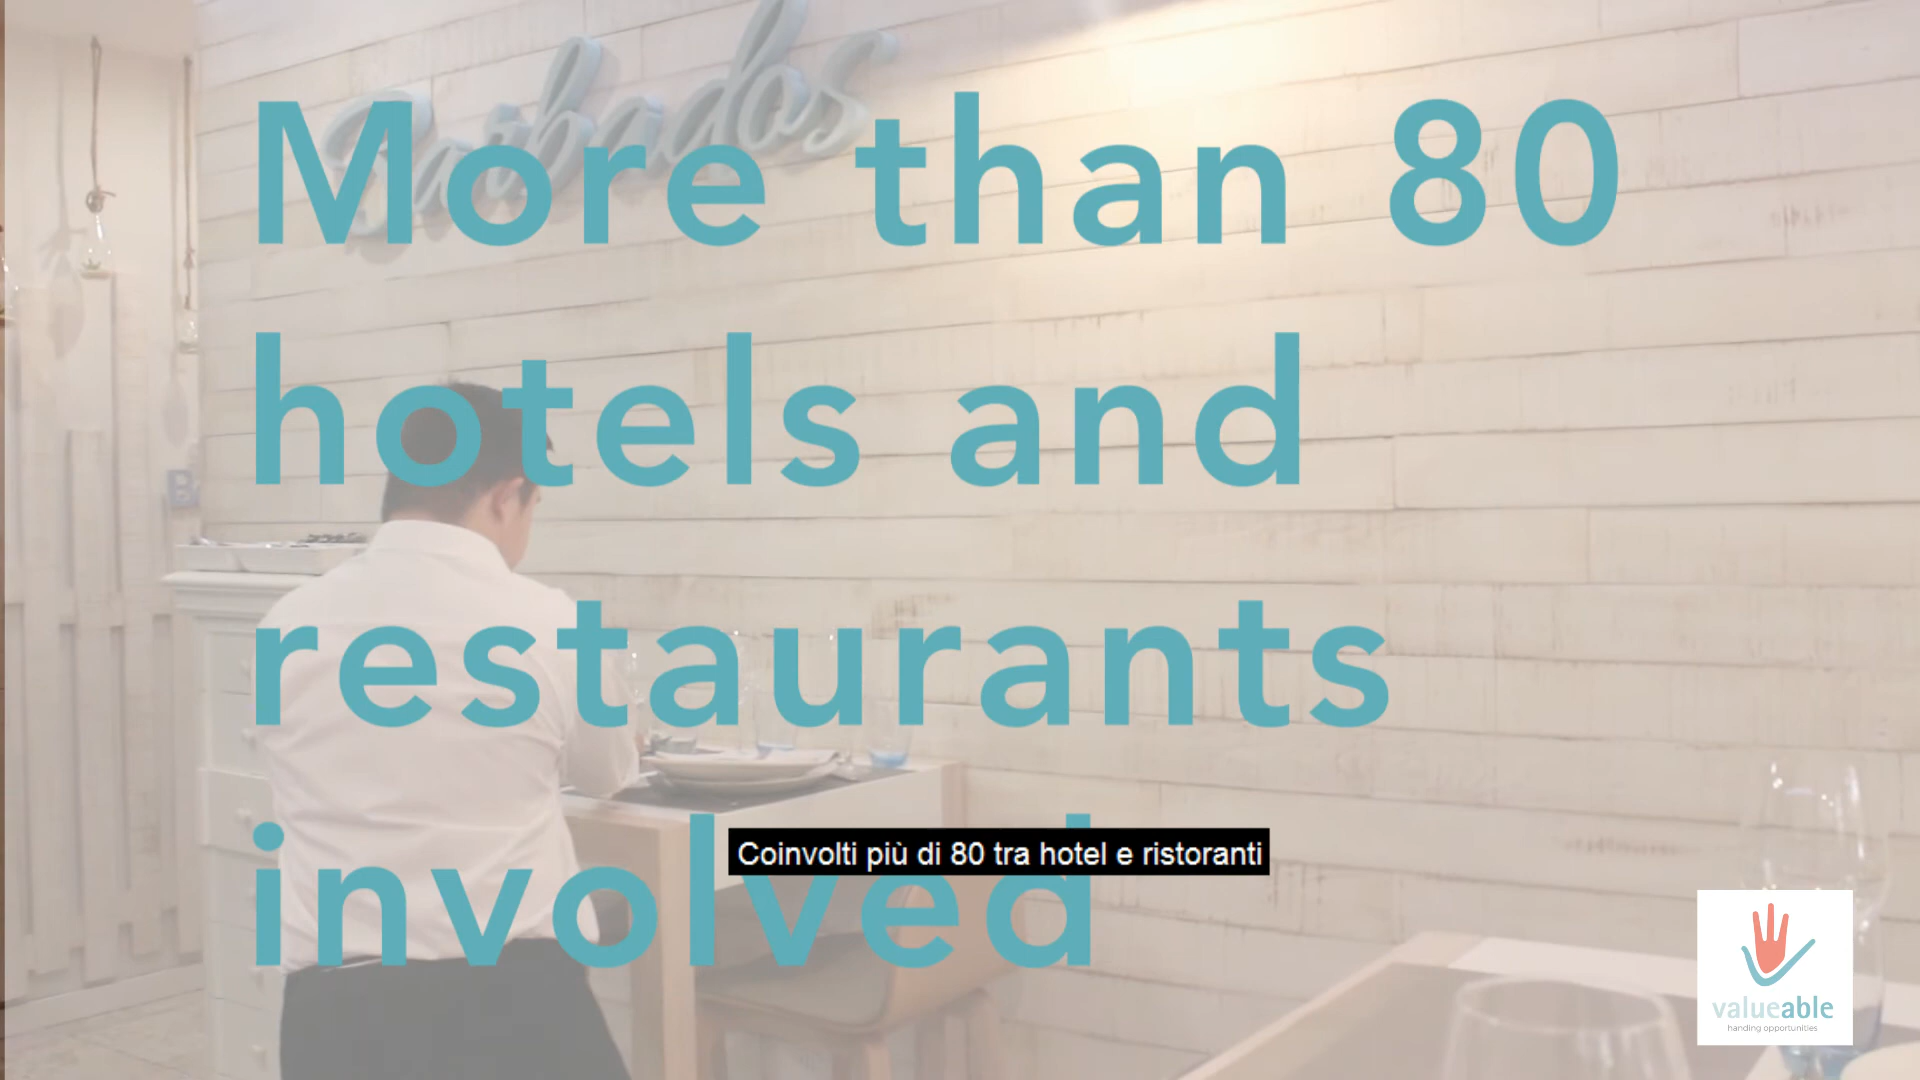 Barbados
More than 80
hotels and
restaurants
involved
Coinvolti più di 80 tra hotel e ristoranti
B
valueable
handing opportunities